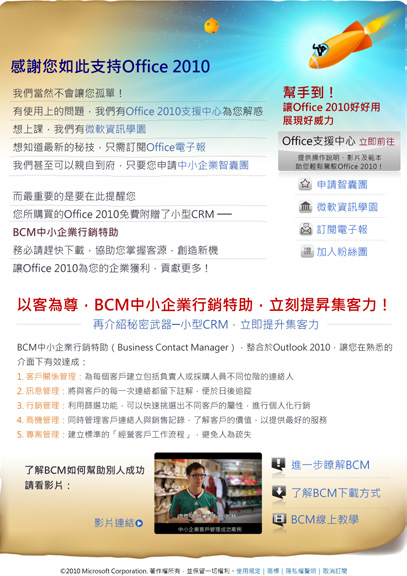 感謝您如此支持Office 2010
我們當然不會讓您孤單！
有使用上的問題，我們有Office 2010支援中心為您解惑
想上課，我們有微軟資訊學園
想知道最新的秘技，只需訂閱Office電子報
我們甚至可以親自到府，只要您申請中小企業智囊團
而最重要的是要在此提醒您
您所購買的Office 2010免費附贈了小型CRM ──
BCM中小企業行銷特助
務必請趕快下載，協助您掌握客源，創造新機
讓Office 2010為您的企業獲利，貢獻更多！
幫手到！
讓Office 2010好好用
展現好威力
Office支援中心 立即前往
提供操作說明、影片及範本
助您輕鬆駕馭Office 2010！
申請智囊團
微軟資訊學園
訂閱電子報
加入粉絲團
以客為尊，BCM中小企業行銷特助，立刻提昇集客力！
再介紹秘密武器─小型CRM，立即提升集客力
BCM中小企業行銷特助（Business Contact Manager），整合於Outlook 2010，讓您在熟悉的
介面下有效達成：
1. 客戶關係管理：為每個客戶建立包括負責人或採購人員不同位階的連絡人
2. 訊息管理：將與客戶的每一次連絡都留下註解，便於日後追蹤
3. 行銷管理：利用篩選功能，可以快速挑選出不同客戶的屬性，進行個人化行銷
4. 商機管理：同時管理客戶連絡人與銷售記錄，了解客戶的價值，以提供最好的服務
5. 專案管理：建立標準的「經營客戶工作流程」，避免人為疏失
了解BCM如何幫助別人成功
請看影片：
影片連結
中小企業客戶管理成功案例
進一步瞭解BCM
了解BCM下載方式
BCM線上教學
©2010 Microsoft Corporation. 著作權所有，並保留一切權利。使用規定 | 商標 | 隱私權聲明 | 取消訂閱